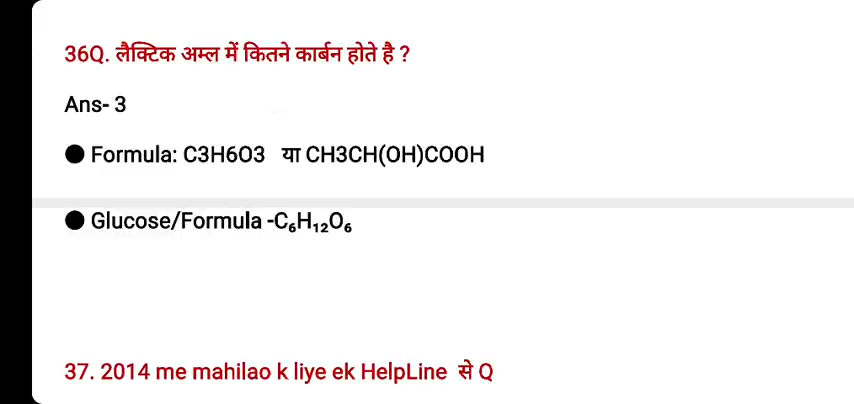 36Q. लैक्टिक अम्ल में कितने कार्बन होते है ?
Ans- 3
● Formula: C3H6O3 या CH3CH(OH)COOH
● Glucose/Formula -C₆H₁₂O₆
37. 2014 me mahilao k liye ek HelpLine से Q